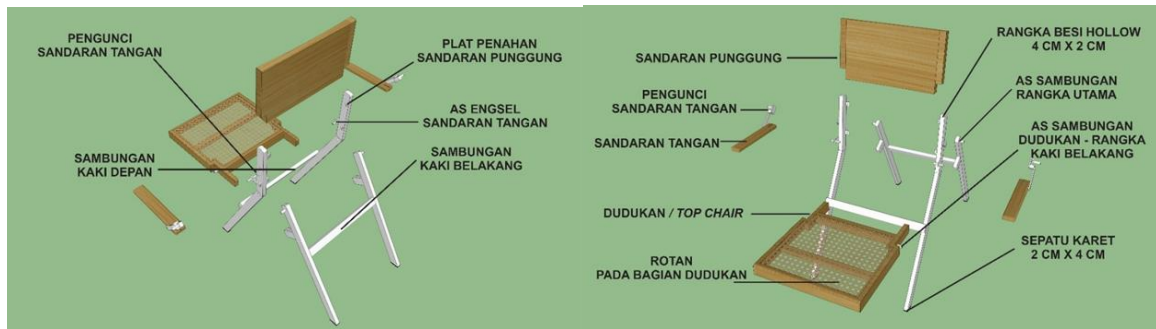 PENGUNCI
SANDARAN TANGAN
PLAT PENAHAN
SANDARAN PUNGGUNG
AS ENGSEL
SANDARAN TANGAN
SAMBUNGAN
KAKI DEPAN
SAMBUNGAN
KAKI BELAKANG
SANDARAN PUNGGUNG
RANGKA BESI HOLLOW
4 CM X 2 CM
PENGUNCI
SANDARAN TANGAN
AS SAMBUNGAN
RANGKA UTAMA
SANDARAN TANGAN
AS SAMBUNGAN
DUDUKAN - RANGKA
KAKI BELAKANG
DUDUKAN / TOP CHAIR
SEPATU KARET
2 CM X 4 CM
ROTAN
PADA BAGIAN DUDUKAN